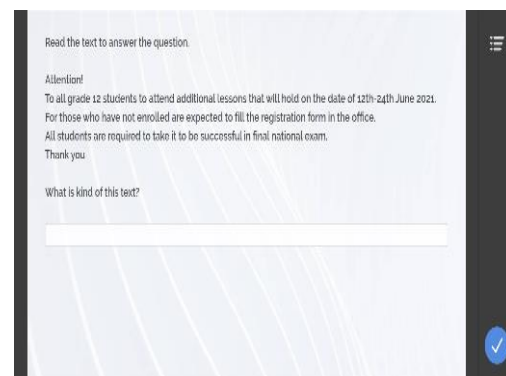 Read the text to answer the question.
Attention!
To all grade 12 students to attend additional lessons that will hold on the date of 12th-24th June 2021.
For those who have not enrolled are expected to fill the registration form in the office.
All students are required to take it to be successful in final national exam.
Thank you
What is kind of this text?